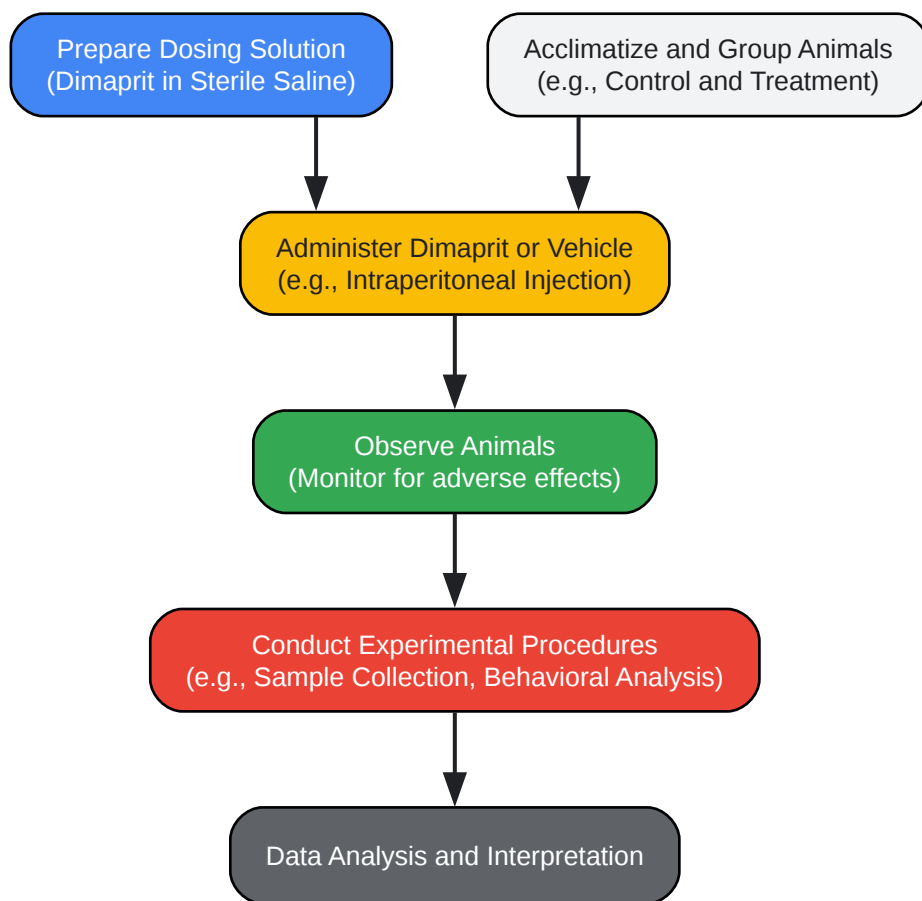 Prepare Dosing Solution
(Dimaprit in Sterile Saline)
Acclimatize and Group Animals
(e.g., Control and Treatment)
Administer Dimaprit or Vehicle
(e.g., Intraperitoneal Injection)
Observe Animals
(Monitor for adverse effects)
Conduct Experimental Procedures
(e.g., Sample Collection, Behavioral Analysis)
Data Analysis and Interpretation